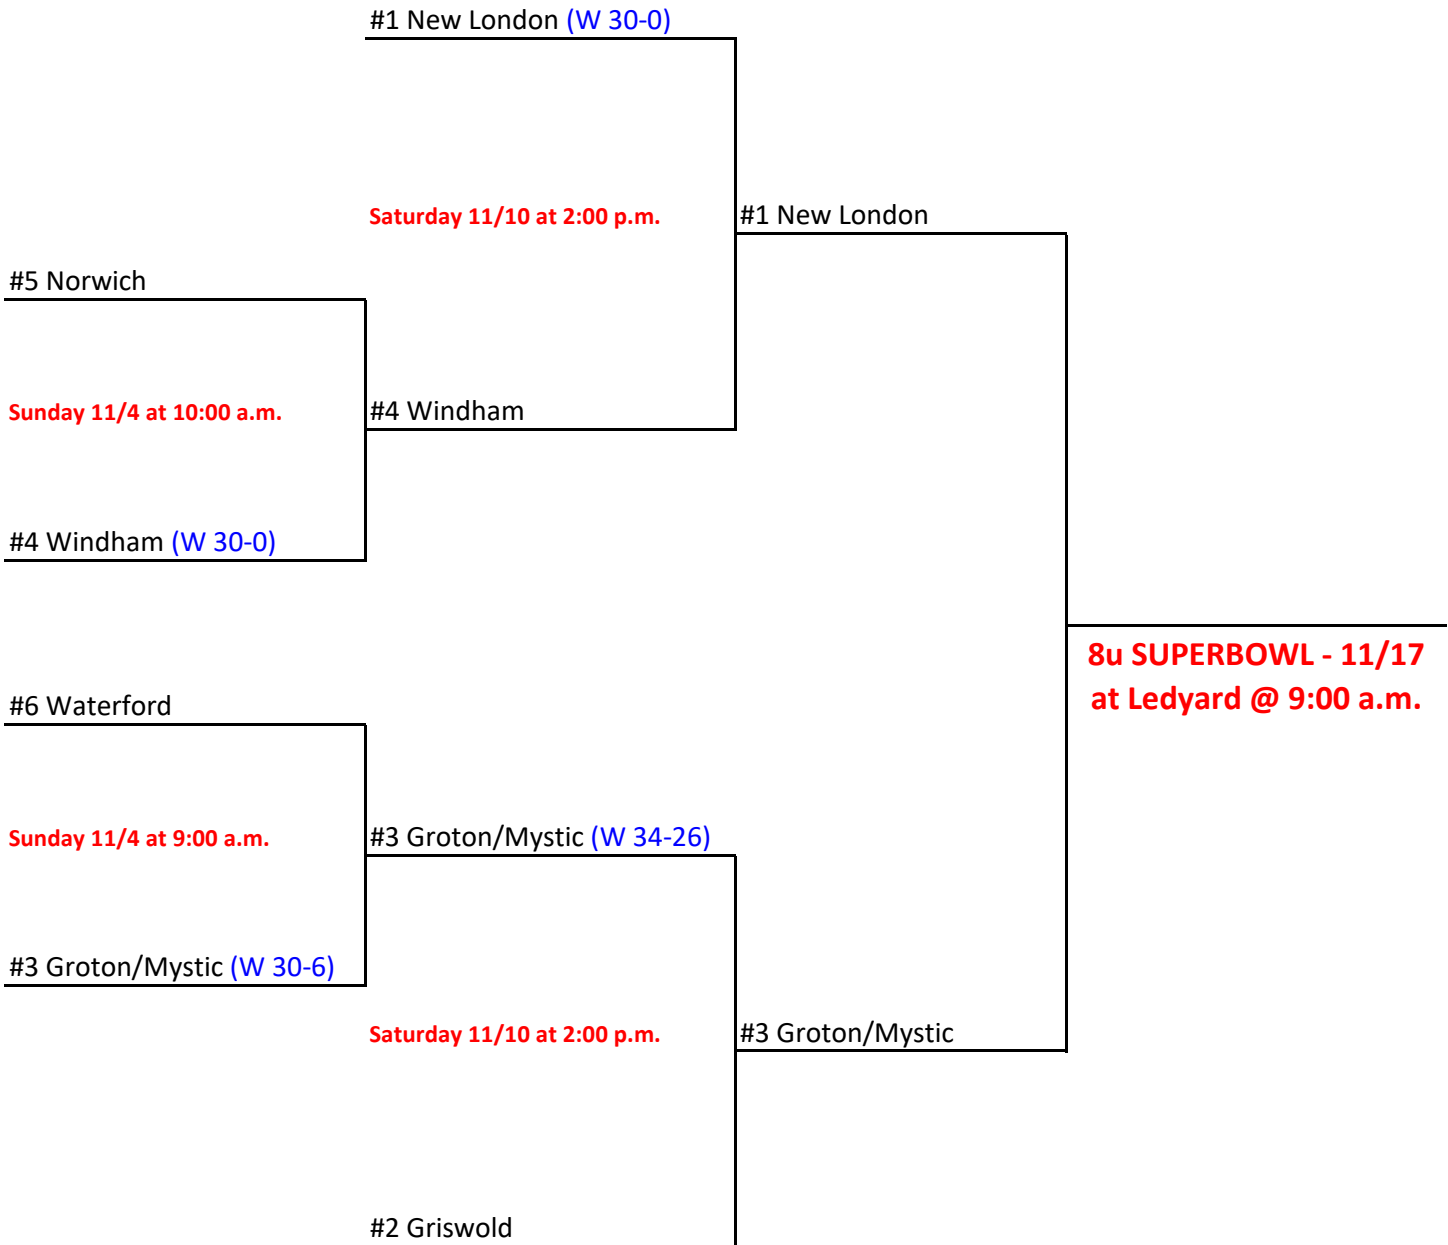 #1 New London (W 30-0)
Saturday 11/10 at 2:00 p.m.
#1 New London
#5 Norwich
Sunday 11/4 at 10:00 a.m.
#4 Windham
#4 Windham (W 30-0)
8u SUPERBOWL - 11/17
at Ledyard @ 9:00 a.m.
#6 Waterford
Sunday 11/4 at 9:00 a.m.
#3 Groton/Mystic (W 34-26)
#3 Groton/Mystic (W 30-6)
Saturday 11/10 at 2:00 p.m.
#3 Groton/Mystic
#2 Griswold